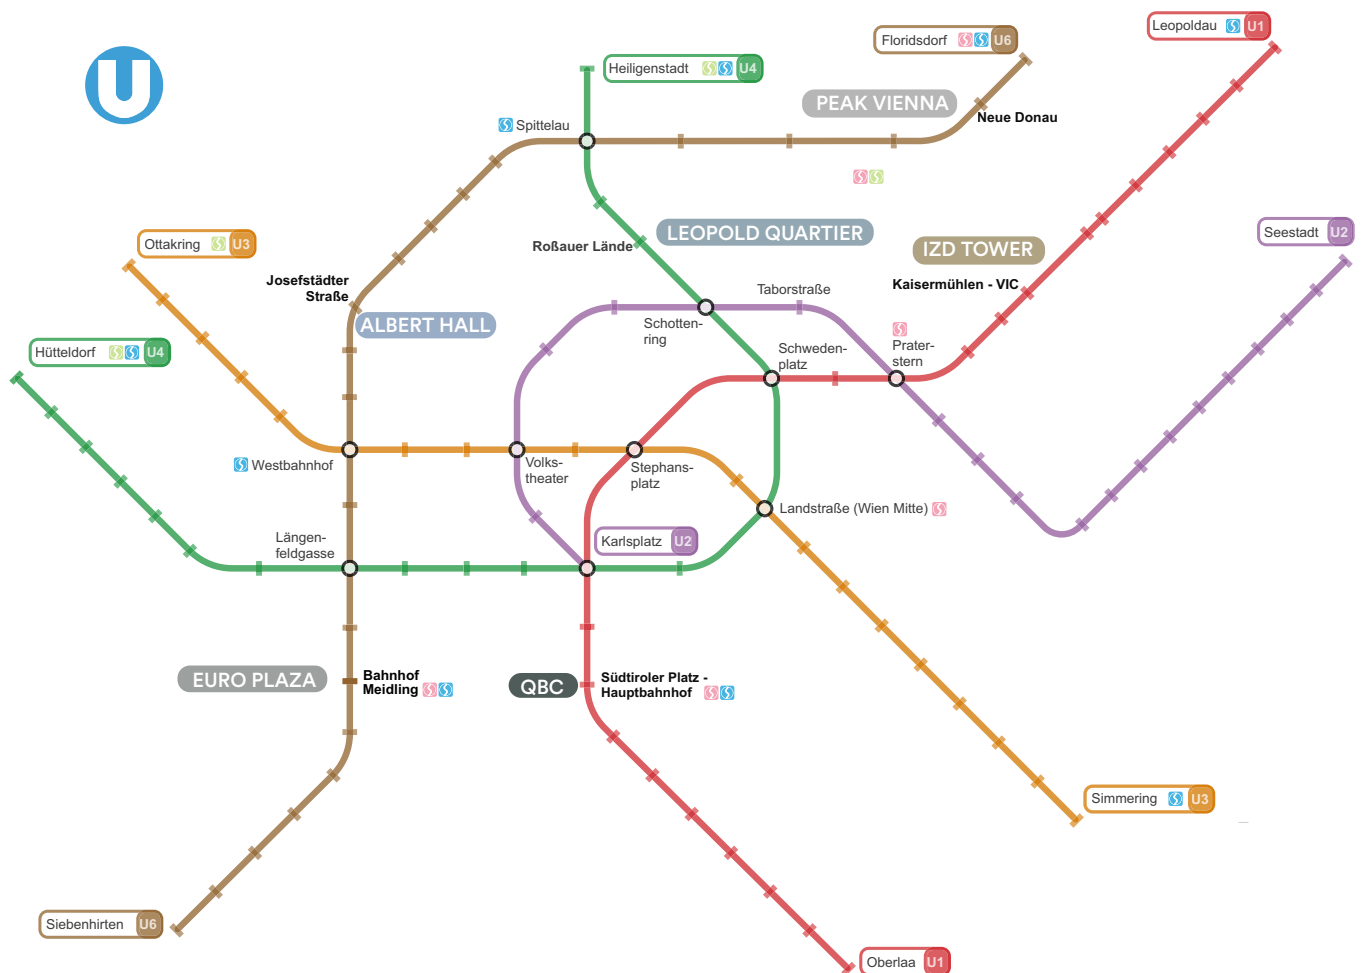 Leopoldau U1
Floridsdorf U6
U
Heiligenstadt U4
PEAK VIENNA
Neue Donau
Spittelau
Ottakring U3
LEOPOLD QUARTIER
Roßauer Lände
Seestadt U2
IZD TOWER
Josefstädter
Straße
Kaisermühlen - VIC
Taborstraße
ALBERT HALL
Schotten-
ring
Hütteldorf U4
Schweden-
platz
Prater-
stern
Westbahnhof
Volks-
theater
Stephans-
platz
Landstraße (Wien Mitte)
Längen-
feldgasse
Karlsplatz U2
EURO PLAZA
Bahnhof
Meidling
QBC
Südtiroler Platz -
Hauptbahnhof
Simmering U3
Siebenhirten U6
Oberlaa U1